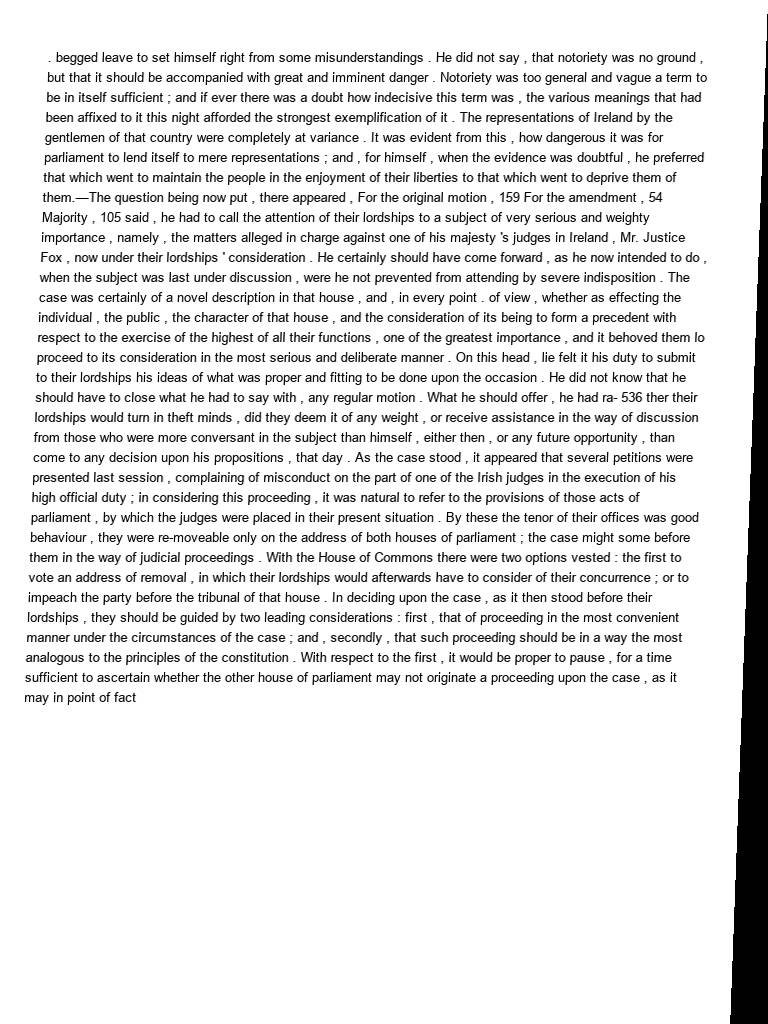 . begged leave to set himself right from some misunderstandings . He did not say , that notoriety was no ground ,
but that it should be accompanied with great and imminent danger . Notoriety was too general and vague a term to
be in itself sufficient ; and if ever there was a doubt how indecisive this term was , the various meanings that had
been affixed to it this night afforded the strongest exemplification of it . The representations of Ireland by the
gentlemen of that country were completely at variance . It was evident from this , how dangerous it was for
parliament to lend itself to mere representations ; and , for himself , when the evidence was doubtful , he preferred
that which went to maintain the people in the enjoyment of their liberties to that which went to deprive them of
them.—The question being now put , there appeared , For the original motion , 159 For the amendment , 54
Majority , 105 said , he had to call the attention of their lordships to a subject of very serious and weighty
importance , namely , the matters alleged in charge against one of his majesty 's judges in Ireland , Mr. Justice
Fox , now under their lordships ' consideration . He certainly should have come forward , as he now intended to do ,
when the subject was last under discussion , were he not prevented from attending by severe indisposition . The
case was certainly of a novel description in that house , and , in every point . of view , whether as effecting the
individual , the public , the character of that house , and the consideration of its being to form a precedent with
respect to the exercise of the highest of all their functions , one of the greatest importance , and it behoved them lo
proceed to its consideration in the most serious and deliberate manner . On this head , lie felt it his duty to submit
to their lordships his ideas of what was proper and fitting to be done upon the occasion . He did not know that he
should have to close what he had to say with , any regular motion . What he should offer , he had ra- 536 ther their
lordships would turn in theft minds , did they deem it of any weight , or receive assistance in the way of discussion
from those who were more conversant in the subject than himself , either then , or any future opportunity , than
come to any decision upon his propositions , that day . As the case stood , it appeared that several petitions were
presented last session , complaining of misconduct on the part of one of the Irish judges in the execution of his
high official duty ; in considering this proceeding , it was natural to refer to the provisions of those acts of
parliament , by which the judges were placed in their present situation . By these the tenor of their offices was good
behaviour , they were re-moveable only on the address of both houses of parliament ; the case might some before
them in the way of judicial proceedings . With the House of Commons there were two options vested : the first to
vote an address of removal , in which their lordships would afterwards have to consider of their concurrence ; or to
impeach the party before the tribunal of that house . In deciding upon the case , as it then stood before their
lordships , they should be guided by two leading considerations : first , that of proceeding in the most convenient
manner under the circumstances of the case ; and , secondly , that such proceeding should be in a way the most
analogous to the principles of the constitution . With respect to the first , it would be proper to pause , for a time
sufficient to ascertain whether the other house of parliament may not originate a proceeding upon the case , as it
may in point of fact